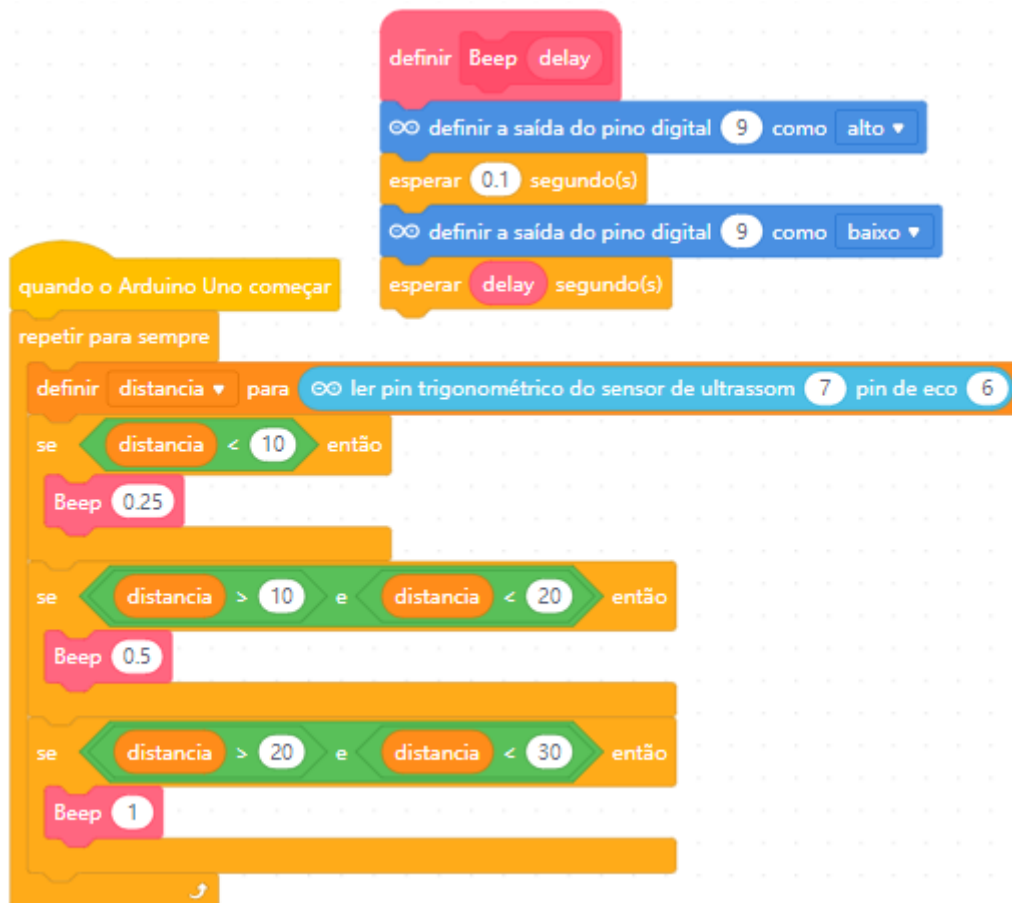 definir Beep delay
∞ definir a saída do pino digital 9 como alto ▾
esperar 0.1 segundo(s)
∞ definir a saída do pino digital 9 como baixo ▾
esperar delay segundo(s)
quando o Arduino Uno começar
repetir para sempre
definir distancia ▾ para ∞ ler pin trigonométrico do sensor de ultrassom 7 pin de eco 6
se distancia < 10 então
Beep 0.25
se distancia > 10 e distancia < 20 então
Beep 0.5
se distancia > 20 e distancia < 30 então
Beep 1